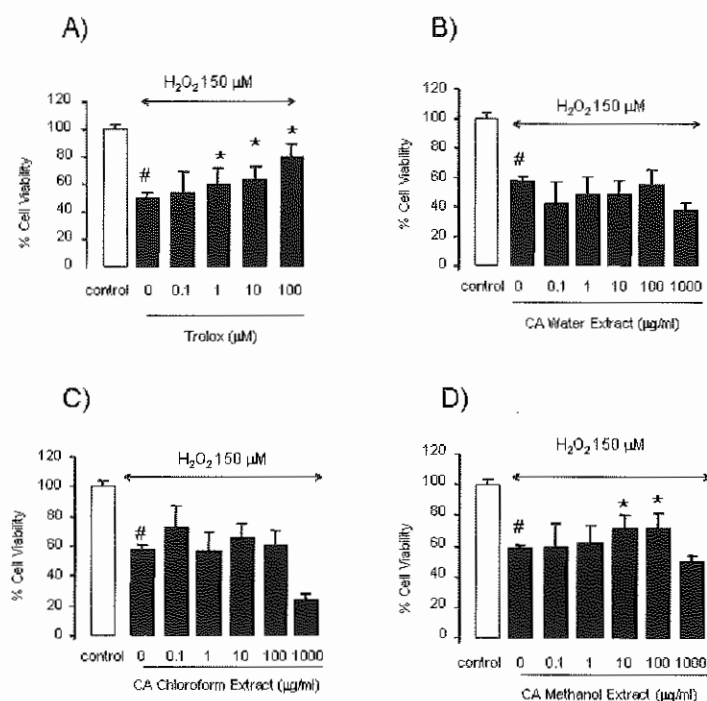 A)
H₂O₂ 150 µM
% Cell Viability
120
100
80
60
40
20
0
#
*
*
*
control 0 0.1 1 10 100
Trolox (µM)
B)
H₂O₂ 150 µM
% Cell Viability
120
100
80
60
40
20
0
#
control 0 0.1 1 10 100 1000
CA Water Extract (µg/ml)
C)
H₂O₂ 150 µM
% Cell Viability
120
100
80
60
40
20
0
#
control 0 0.1 1 10 100 1000
CA Chloroform Extract (µg/ml)
D)
H₂O₂ 150 µM
% Cell Viability
120
100
80
60
40
20
0
#
*
*
control 0 0.1 1 10 100 1000
CA Methanol Extract (µg/ml)